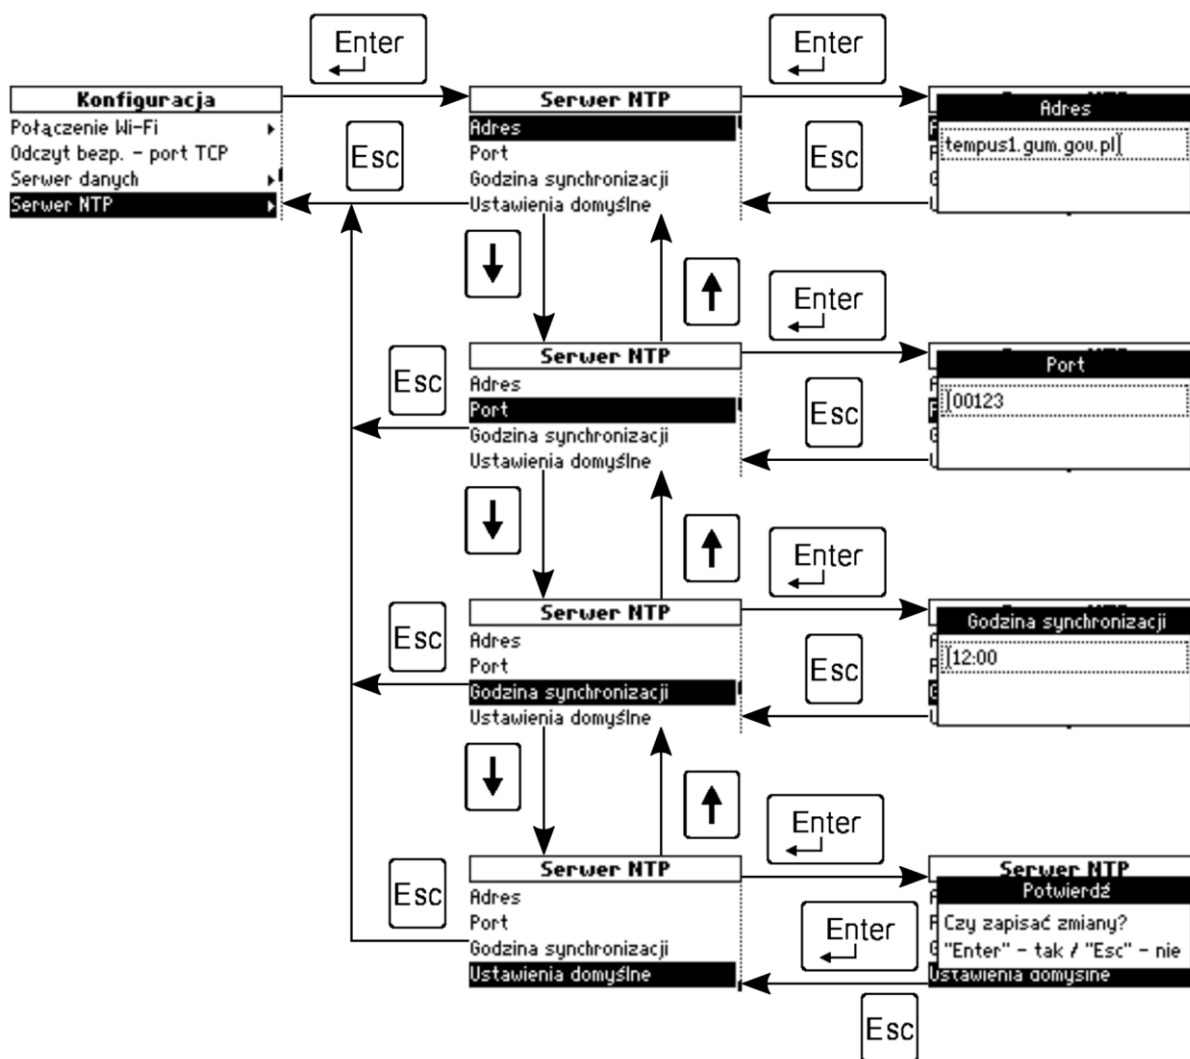 Enter
Enter
Konfiguracja
Połączenie Wi-Fi
Odczyt bezp. - port TCP
Serwer danych
Serwer NTP
Esc
Serwer NTP
Adres
Port
Godzina synchronizacji
Ustawienia domyślne
Esc
Adres
tempus1.gum.gov.pl
Enter
Esc
Serwer NTP
Adres
Port
Godzina synchronizacji
Ustawienia domyślne
Esc
Port
00123
Enter
Esc
Serwer NTP
Adres
Port
Godzina synchronizacji
Ustawienia domyślne
Esc
Godzina synchronizacji
12:00
Enter
Esc
Serwer NTP
Adres
Port
Godzina synchronizacji
Ustawienia domyślne
Enter
Esc
Serwer NTP
Potwierdź
Czy zapisać zmiany?
"Enter" - tak / "Esc" - nie
Ustawienia domyślne